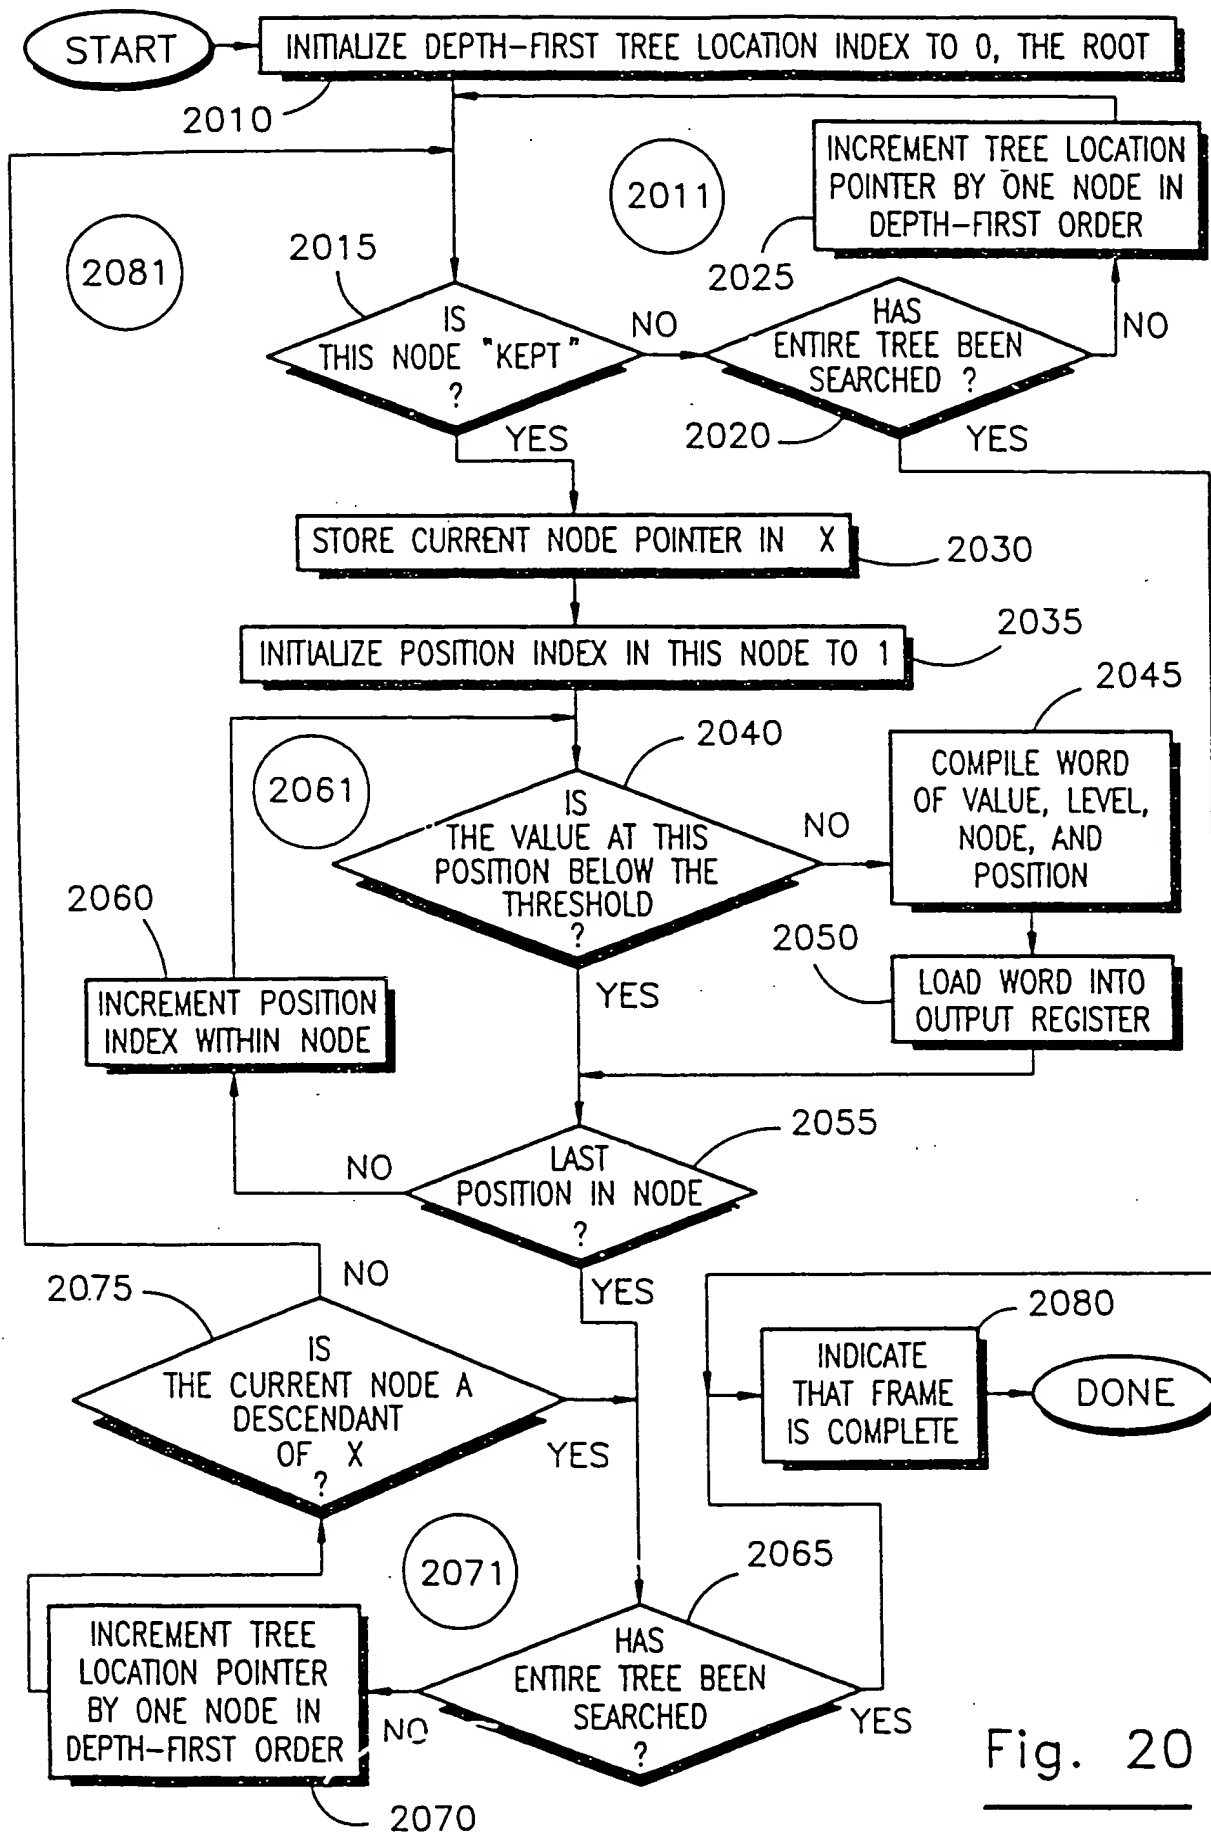 START
INITIALIZE DEPTH-FIRST TREE LOCATION INDEX TO 0, THE ROOT
2010
INCREMENT TREE LOCATION
POINTER BY ONE NODE IN
DEPTH-FIRST ORDER
2011
2025
2081
2015
IS
THIS NODE "KEPT"
?
NO
HAS
ENTIRE TREE BEEN
SEARCHED ?
NO
2020
YES
YES
STORE CURRENT NODE POINTER IN X
2030
INITIALIZE POSITION INDEX IN THIS NODE TO 1
2035
2045
2040
2061
IS
THE VALUE AT THIS
POSITION BELOW THE
THRESHOLD
?
NO
COMPILE WORD
OF VALUE, LEVEL,
NODE, AND
POSITION
2060
2050
YES
INCREMENT POSITION
INDEX WITHIN NODE
LOAD WORD INTO
OUTPUT REGISTER
2055
NO
LAST
POSITION IN NODE
?
YES
2075
NO
IS
THE CURRENT NODE A
DESCENDANT
OF X
?
YES
2080
INDICATE
THAT FRAME
IS COMPLETE
DONE
2071
2065
HAS
ENTIRE TREE BEEN
SEARCHED
?
YES
NO
INCREMENT TREE
LOCATION POINTER
BY ONE NODE IN
DEPTH-FIRST ORDER
2070
Fig. 20